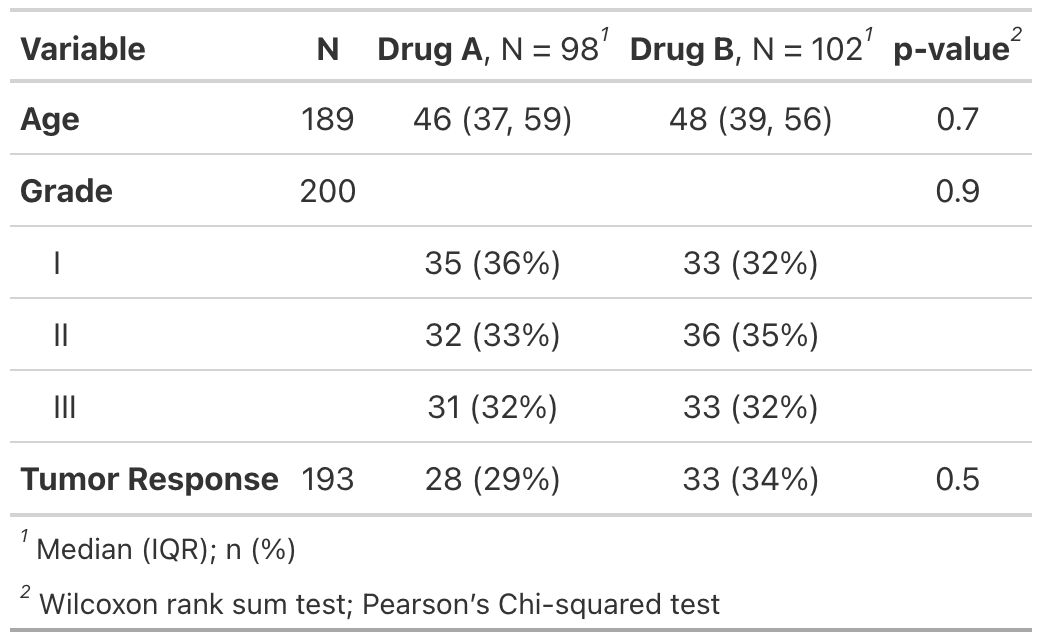 Variable N Drug A, N = 98¹ Drug B, N = 102¹ p-value²
Age 189 46 (37, 59) 48 (39, 56) 0.7
Grade 200 0.9
I 35 (36%) 33 (32%)
II 32 (33%) 36 (35%)
III 31 (32%) 33 (32%)
Tumor Response 193 28 (29%) 33 (34%) 0.5
¹ Median (IQR); n (%)
² Wilcoxon rank sum test; Pearson’s Chi-squared test